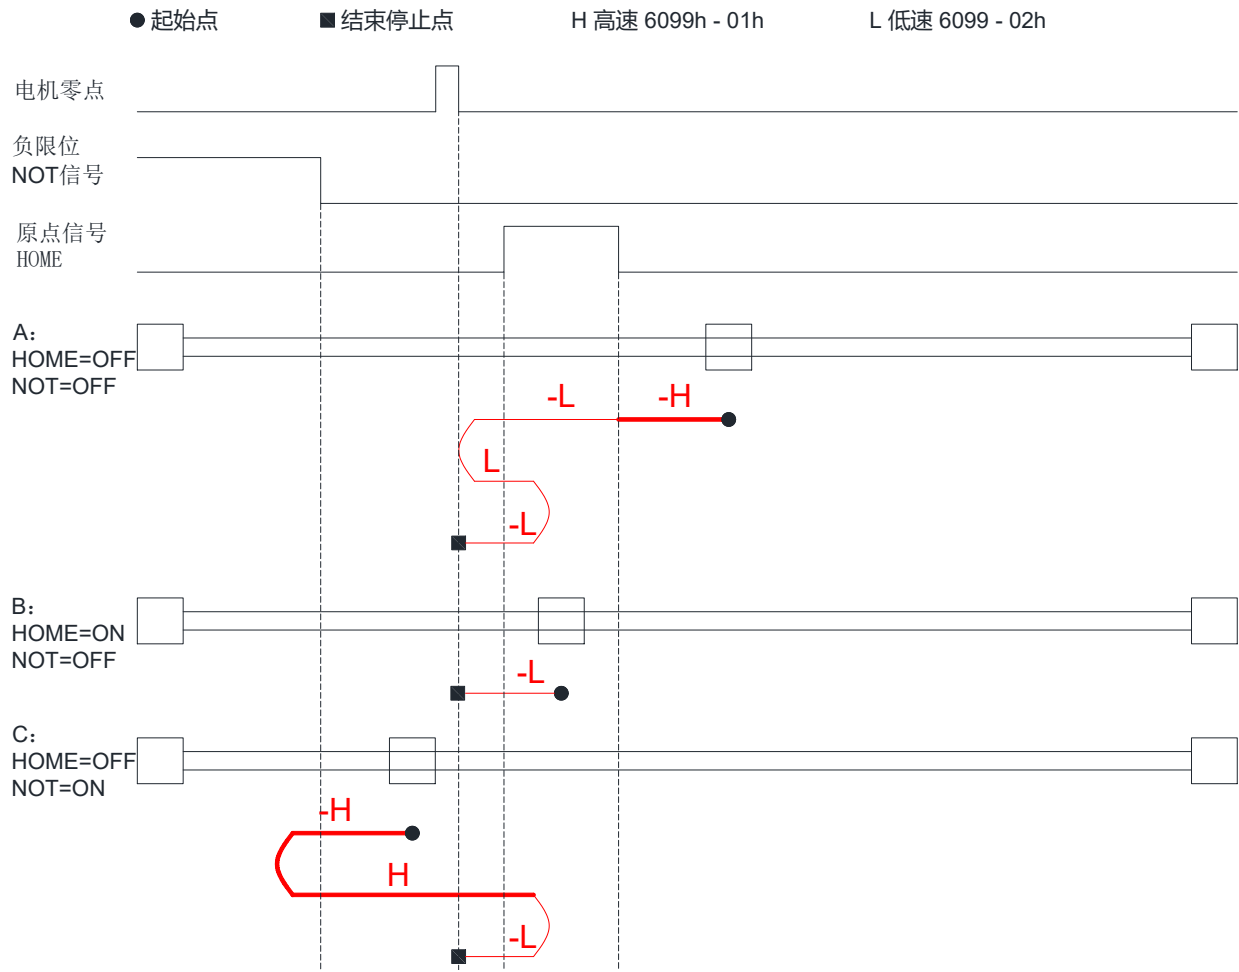 起始点
结束停止点
H 高速 6099h - 01h
L 低速 6099 - 02h
电机零点
负限位
NOT信号
原点信号
HOME
A:
HOME=OFF
NOT=OFF
-L
-H
L
-L
B:
HOME=ON
NOT=OFF
-L
C:
HOME=OFF
NOT=ON
-H
H
-L